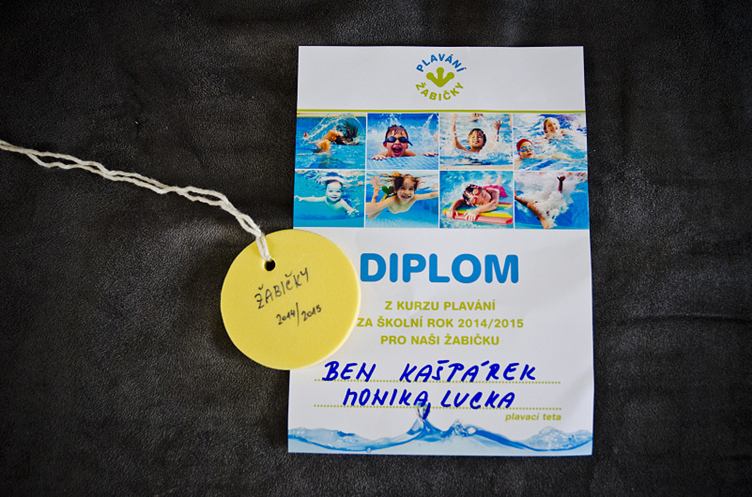 PLAVÁNÍ
ŽABIČKY
DIPLOM
Z KURZU PLAVÁNÍ
ZA ŠKOLNÍ ROK 2014/2015
PRO NAŠI ŽABIČKU
BEN KAŠPÁREK
MONIKA, LUCKA
plavací teta
ŽABIČKY
2014/2015